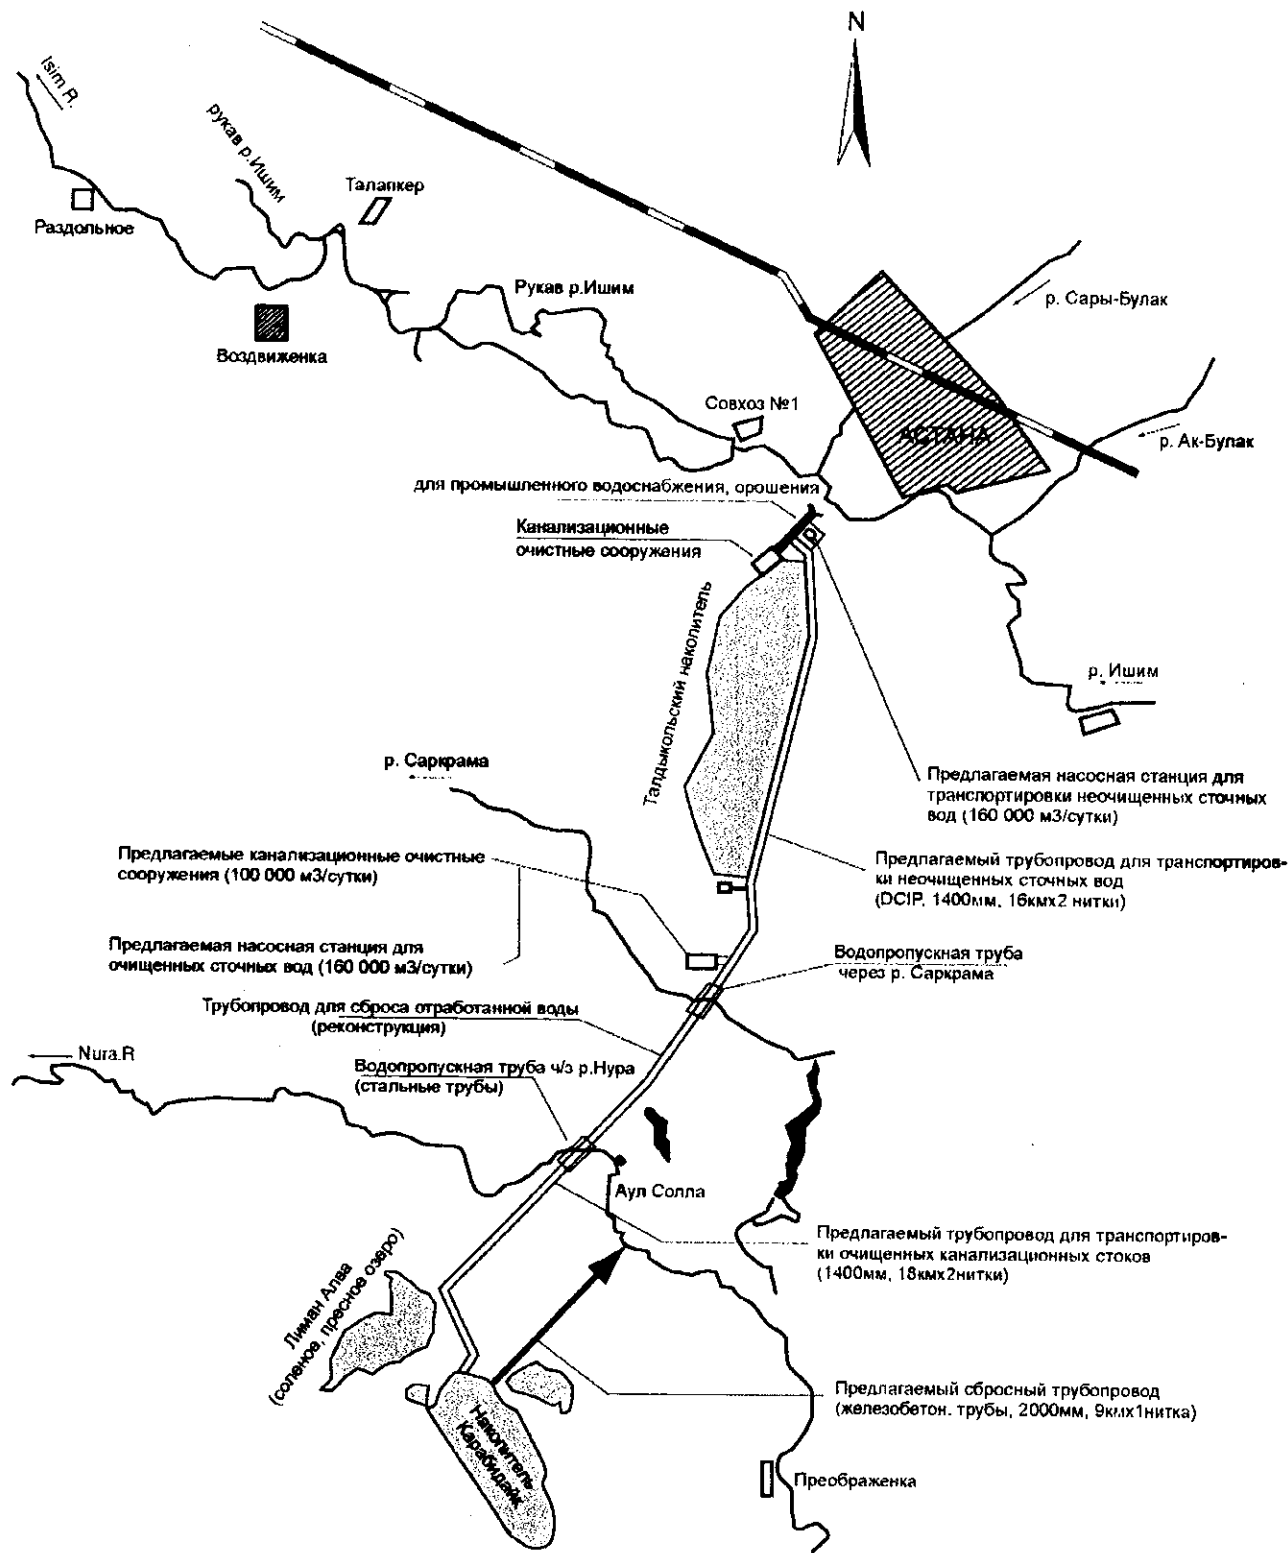 N
Isim R.
рукав р.Ишим
Талапкер
Раздольное
Рукав р.Ишим
р. Сары-Булак
Воздвиженка
Совхоз №1
АСТАНА
р. Ак-Булак
для промышленного водоснабжения, орошения
Канализационные
очистные сооружения
Талдыкольский накопитель
р. Ишим
р. Саркрама
Предлагаемая насосная станция для
транспортировки неочищенных сточных
вод (160 000 м3/сутки)
Предлагаемые канализационные очистные
сооружения (100 000 м3/сутки)
Предлагаемый трубопровод для транспортиров-
ки неочищенных сточных вод
(DCIP, 1400мм, 16кмх2 нитки)
Предлагаемая насосная станция для
очищенных сточных вод (160 000 м3/сутки)
Водопропускная труба
через р. Саркрама
Трубопровод для сброса отработанной воды
(реконструкция)
Nura.R
Водопропускная труба ч/з р.Нура
(стальные трубы)
Аул Солла
Предлагаемый трубопровод для транспортиров-
ки очищенных канализационных стоков
(1400мм, 18кмх2нитки)
Лиман Алва
(соленое, пресное озеро)
Предлагаемый сбросный трубопровод
(железобетон. трубы, 2000мм, 9кмх1нитка)
Накопитель
Карабидайк
Преображенка